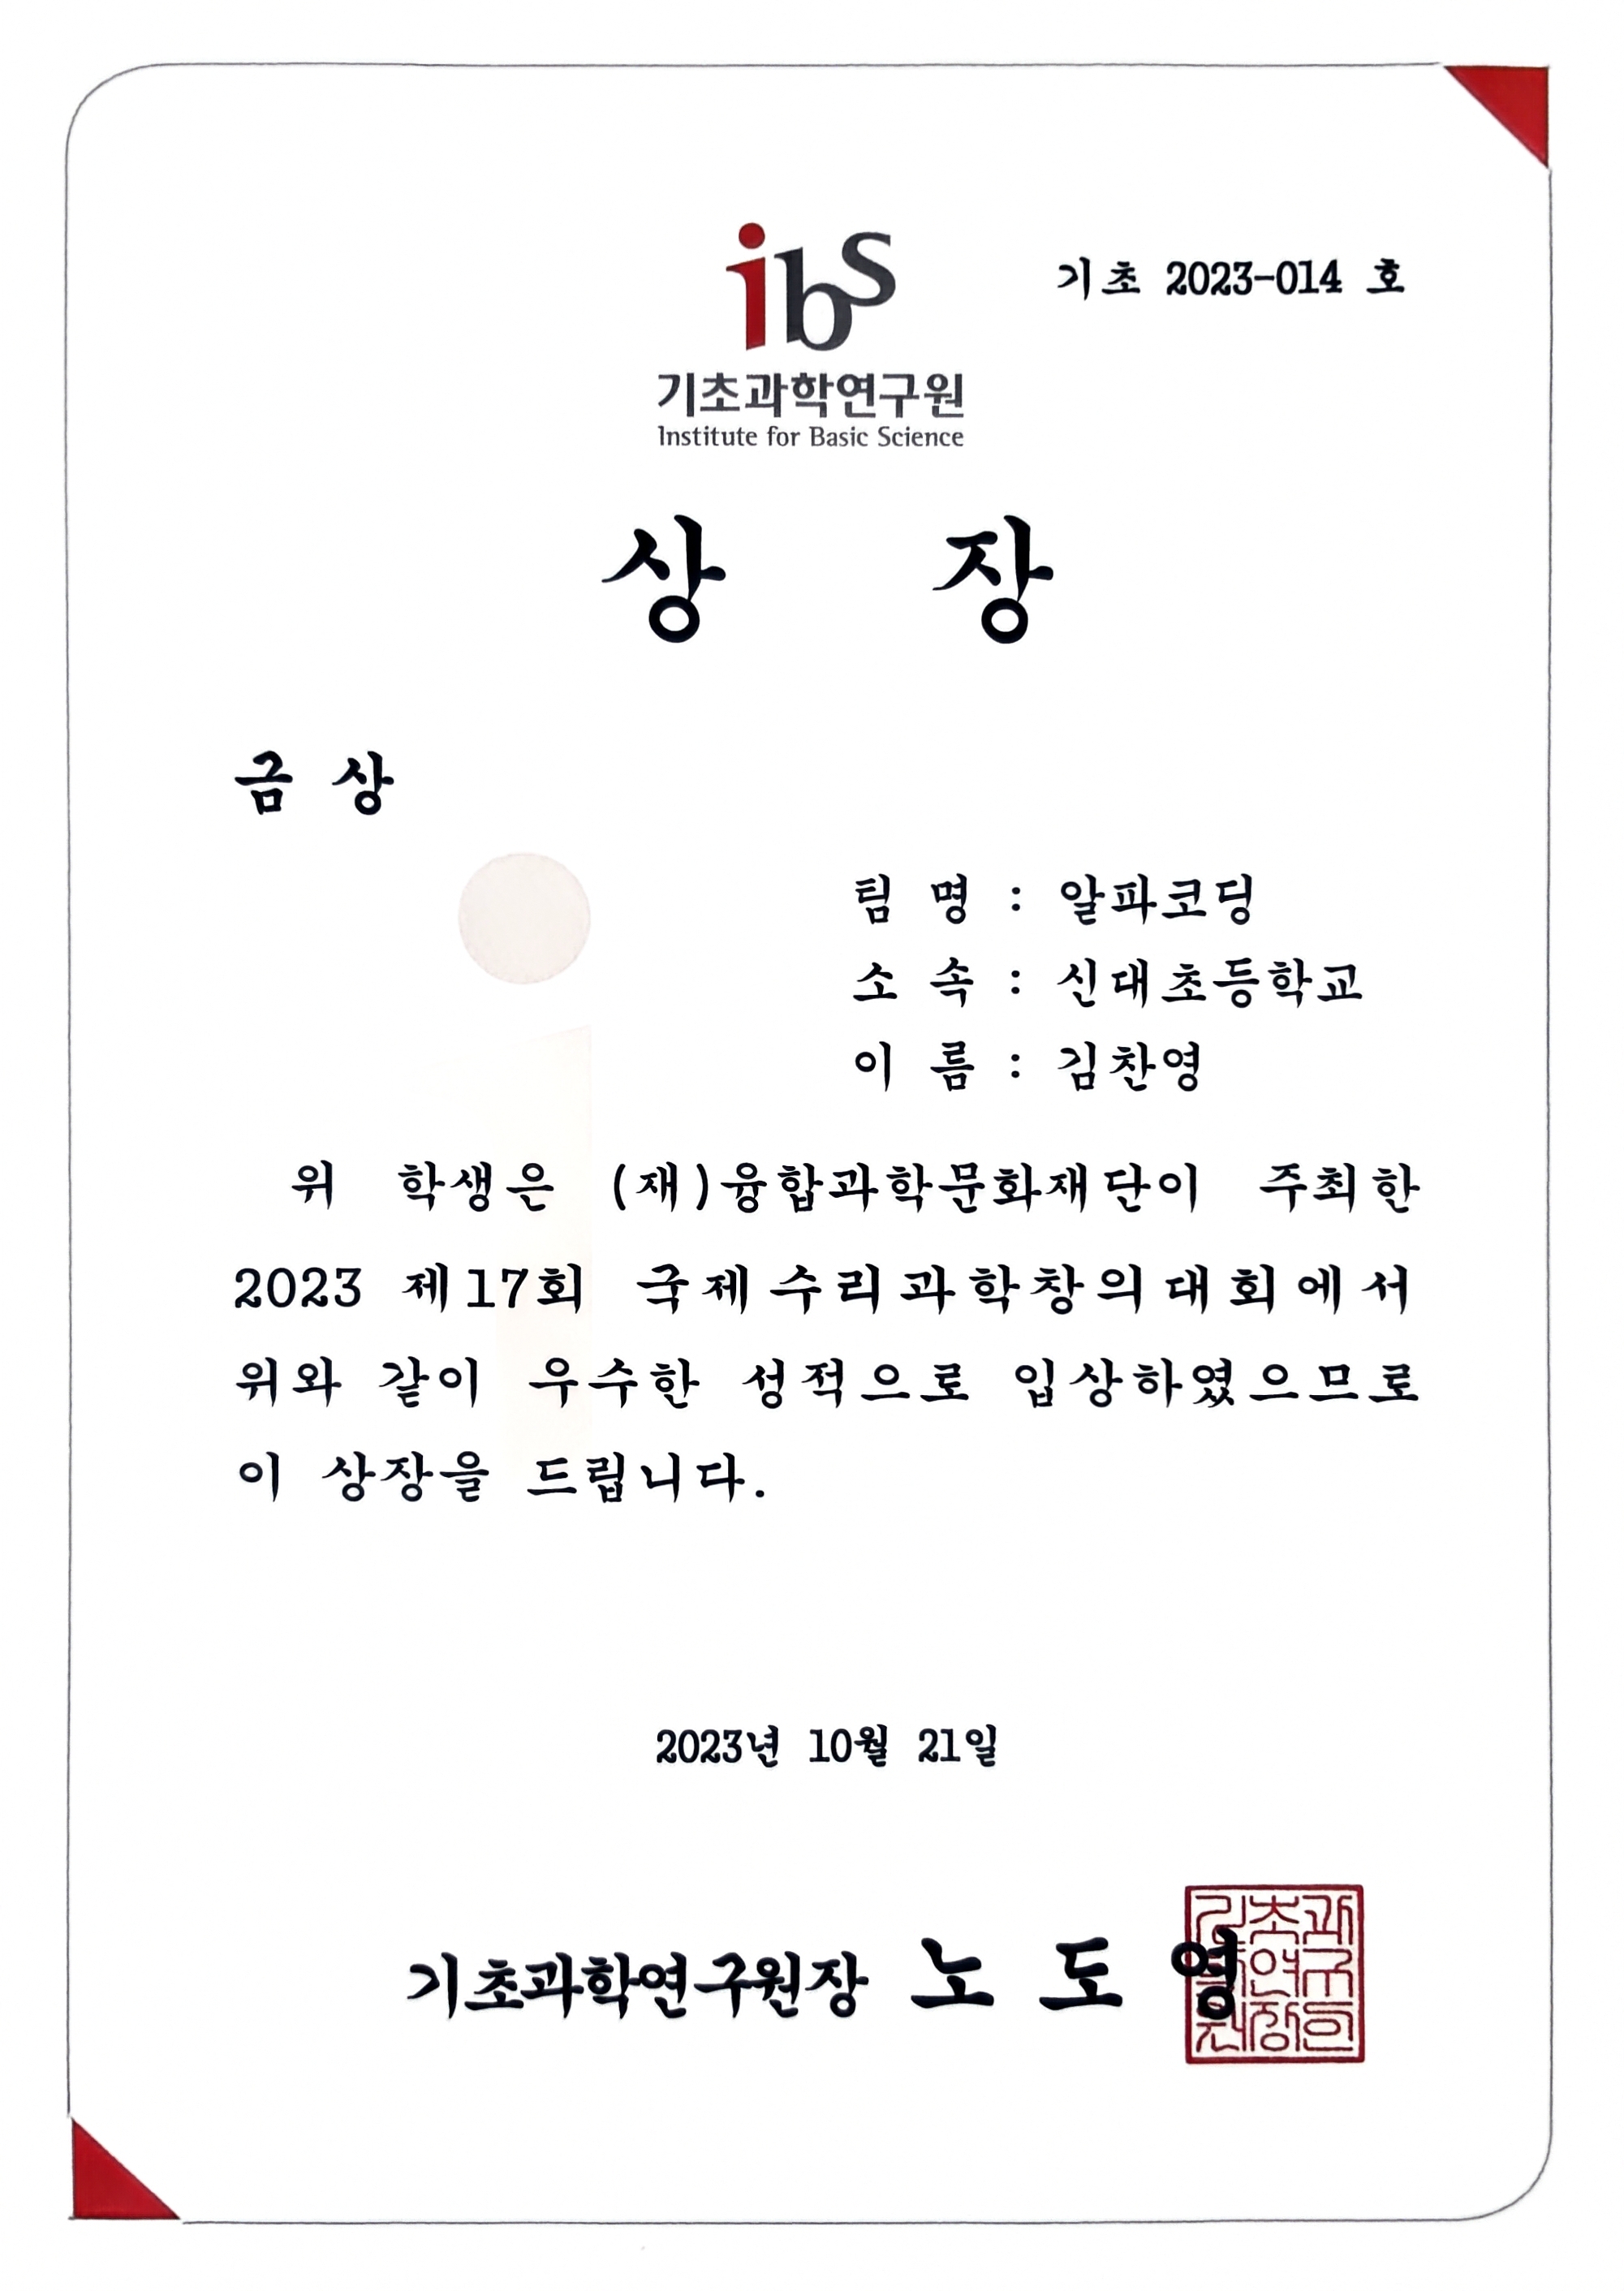 ibs
기초 2023-014 호
기초과학연구원
Institute for Basic Science
상 장
금 상
팀 명 : 알파코딩
소 속 : 신대초등학교
이 름 : 김찬영
위 학생은 (재)융합과학문화재단이 주최한
2023 제17회 국제수리과학창의대회에서
위와 같이 우수한 성적으로 입상하였으므로
이 상장을 드립니다.
2023년 10월 21일
기초과학연구원장 노 도 영